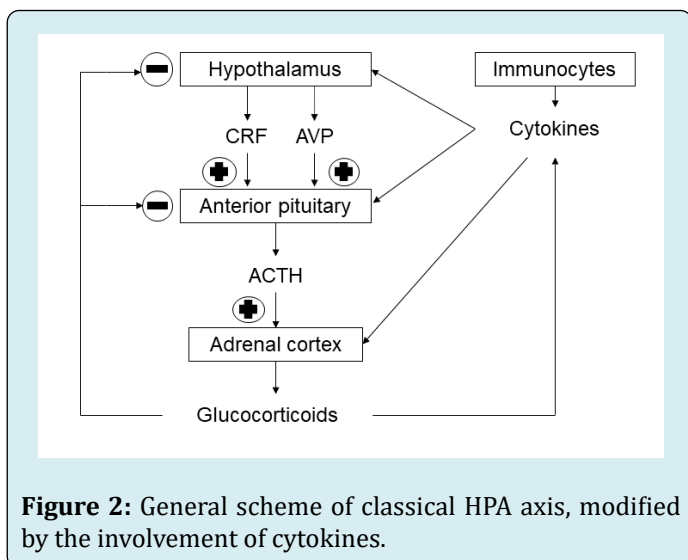 Hypothalamus
Immunocytes
CRF
AVP
Cytokines
Anterior pituitary
ACTH
Adrenal cortex
Glucocorticoids
Figure 2: General scheme of classical HPA axis, modified
by the involvement of cytokines.